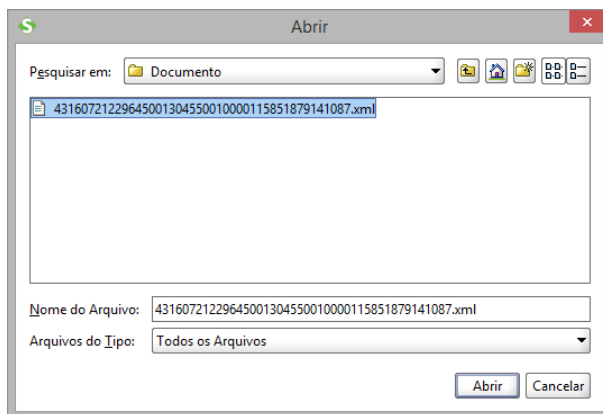 Abrir
Pesquisar em: Documento
43160721229645001304550010000115851879141087.xml
Nome do Arquivo: 43160721229645001304550010000115851879141087.xml
Arquivos do Tipo: Todos os Arquivos
Abrir Cancelar